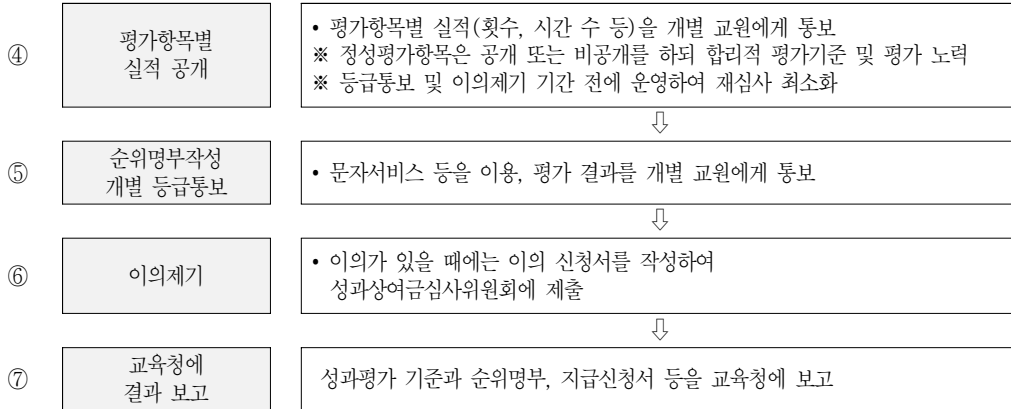 ④
평가항목별
실적 공개
• 평가항목별 실적(횟수, 시간 수 등)을 개별 교원에게 통보
※ 정성평가항목은 공개 또는 비공개를 하되 합리적 평가기준 및 평가 노력
※ 등급통보 및 이의제기 기간 전에 운영하여 재심사 최소화
⇩
⑤
순위명부작성
개별 등급통보
• 문자서비스 등을 이용, 평가 결과를 개별 교원에게 통보
⇩
⑥
이의제기
• 이의가 있을 때에는 이의 신청서를 작성하여
성과상여금심사위원회에 제출
⇩
⑦
교육청에
결과 보고
성과평가 기준과 순위명부, 지급신청서 등을 교육청에 보고